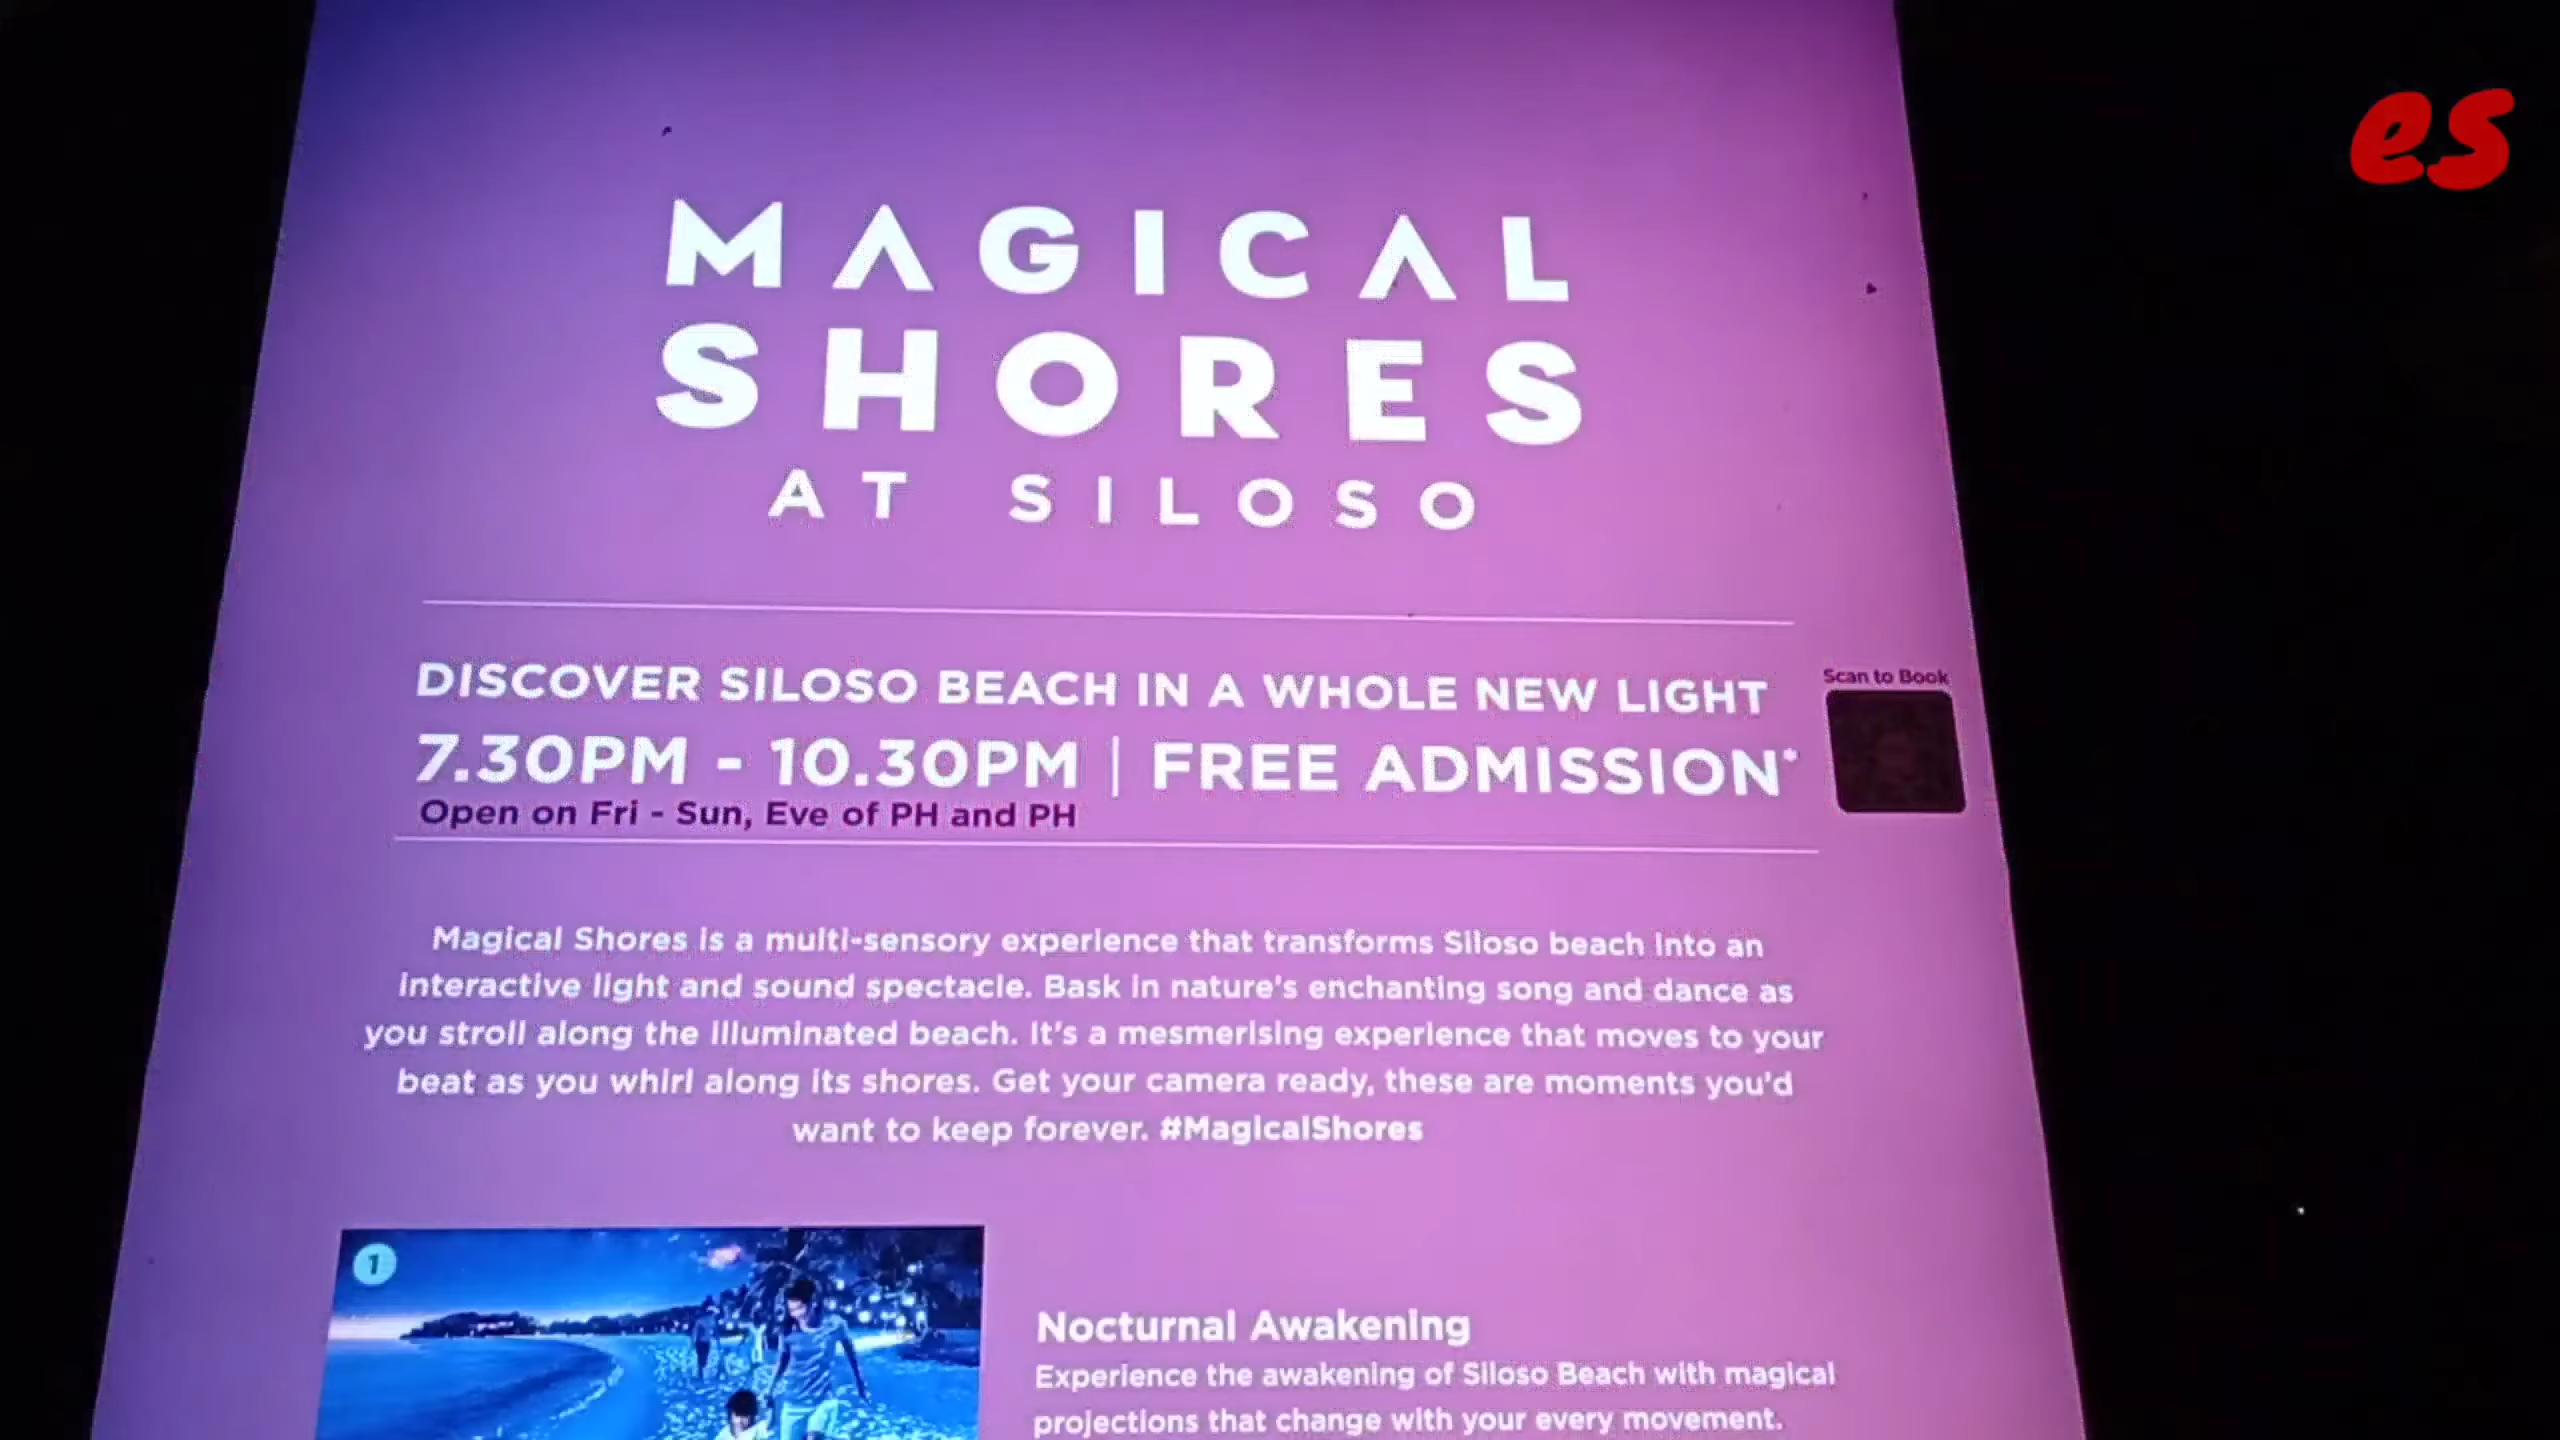 es
MAGICAL
SHORES
AT SILOSO
DISCOVER SILOSO BEACH IN A WHOLE NEW LIGHT
7.30PM - 10.30PM | FREE ADMISSION*
Open on Fri - Sun, Eve of PH and PH
Scan to Book
Magical Shores is a multi-sensory experience that transforms Siloso beach into an
interactive light and sound spectacle. Bask in nature's enchanting song and dance as
you stroll along the illuminated beach. It's a mesmerising experience that moves to your
beat as you whirl along its shores. Get your camera ready, these are moments you'd
want to keep forever. #MagicalShores
1
Nocturnal Awakening
Experience the awakening of Siloso Beach with magical
projections that change with your every movement.